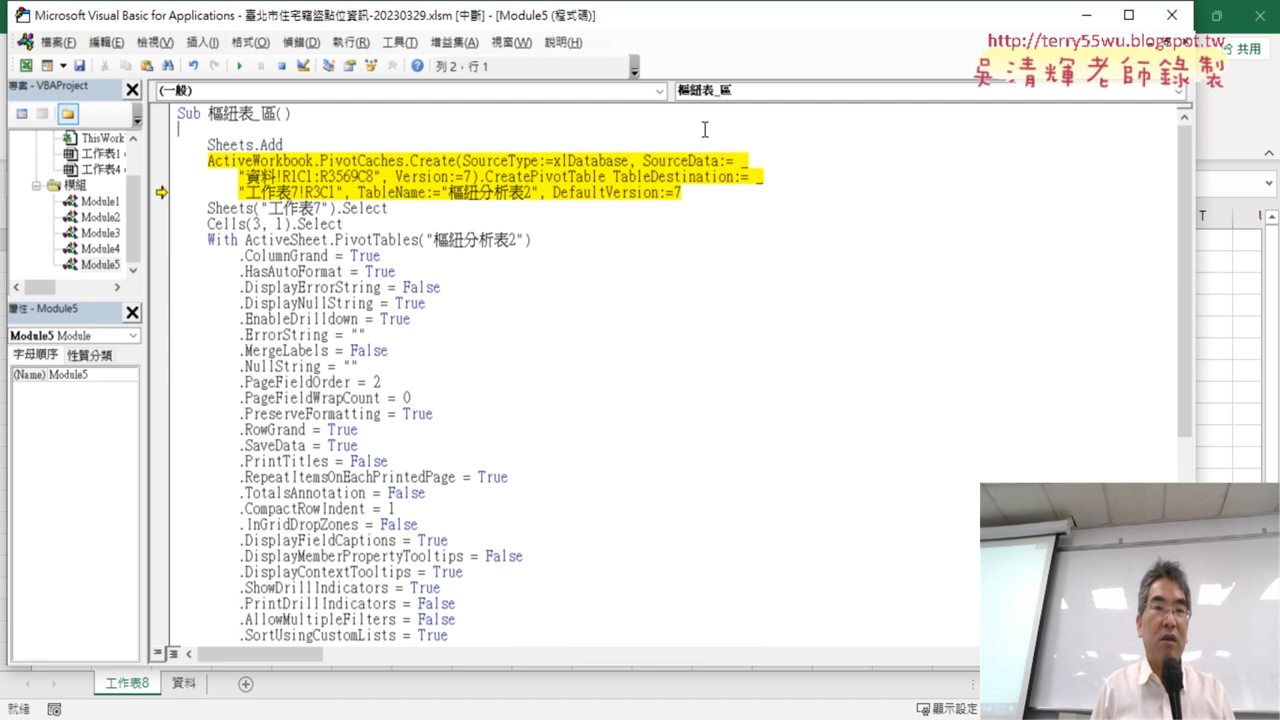 Microsoft Visual Basic for Applications - 臺北市住宅竊盜點位資訊-20230329.xlsm [中斷] - [Module5 (程式碼)]
http://terry55wu.blogspot.tw
吳清輝老師錄製
共用
檔案(F) 編輯(E) 檢視(V) 插入(I) 格式(O) 偵錯(D) 執行(R) 工具(T) 增益集(A) 視窗(W) 說明(H)
列 2，行 1
專案 - VBAProject
(一般) 樞紐表_區
ThisWork
工作表1
工作表4
模組
Module1
Module2
Module3
Module4
Module5
屬性 - Module5
Module5 Module
字母順序 性質分類
(Name) Module5
Sub 樞紐表_區()
Sheets.Add
ActiveWorkbook.PivotCaches.Create(SourceType:=xlDatabase, SourceData:= _
"資料!R1C1:R3569C8", Version:=7).CreatePivotTable TableDestination:= _
"工作表7!R3C1", TableName:="樞紐分析表2", DefaultVersion:=7
Sheets("工作表7").Select
Cells(3, 1).Select
With ActiveSheet.PivotTables("樞紐分析表2")
.ColumnGrand = True
.HasAutoFormat = True
.DisplayErrorString = False
.DisplayNullString = True
.EnableDrilldown = True
.ErrorString = ""
.MergeLabels = False
.NullString = ""
.PageFieldOrder = 2
.PageFieldWrapCount = 0
.PreserveFormatting = True
.RowGrand = True
.SaveData = True
.PrintTitles = False
.RepeatItemsOnEachPrintedPage = True
.TotalsAnnotation = False
.CompactRowIndent = 1
.InGridDropZones = False
.DisplayFieldCaptions = True
.DisplayMemberPropertyTooltips = False
.DisplayContextTooltips = True
.ShowDrillIndicators = True
.PrintDrillIndicators = False
.AllowMultipleFilters = False
.SortUsingCustomLists = True
T
工作表8 資料
就緒
顯示設定